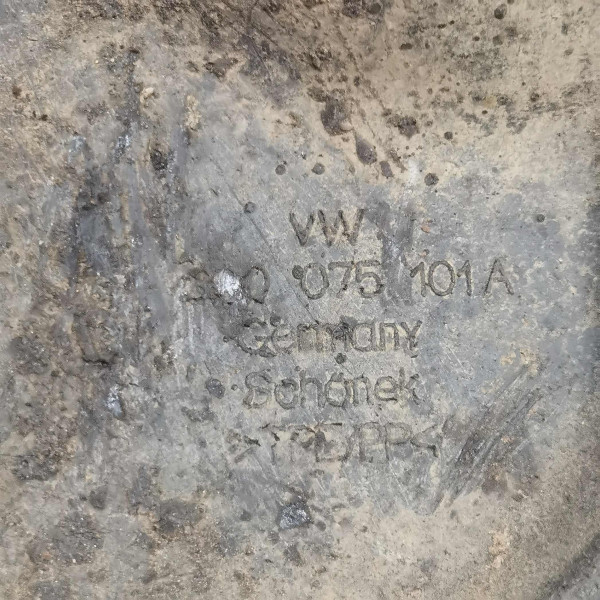 VW
075 101 A
Germany
Schönek